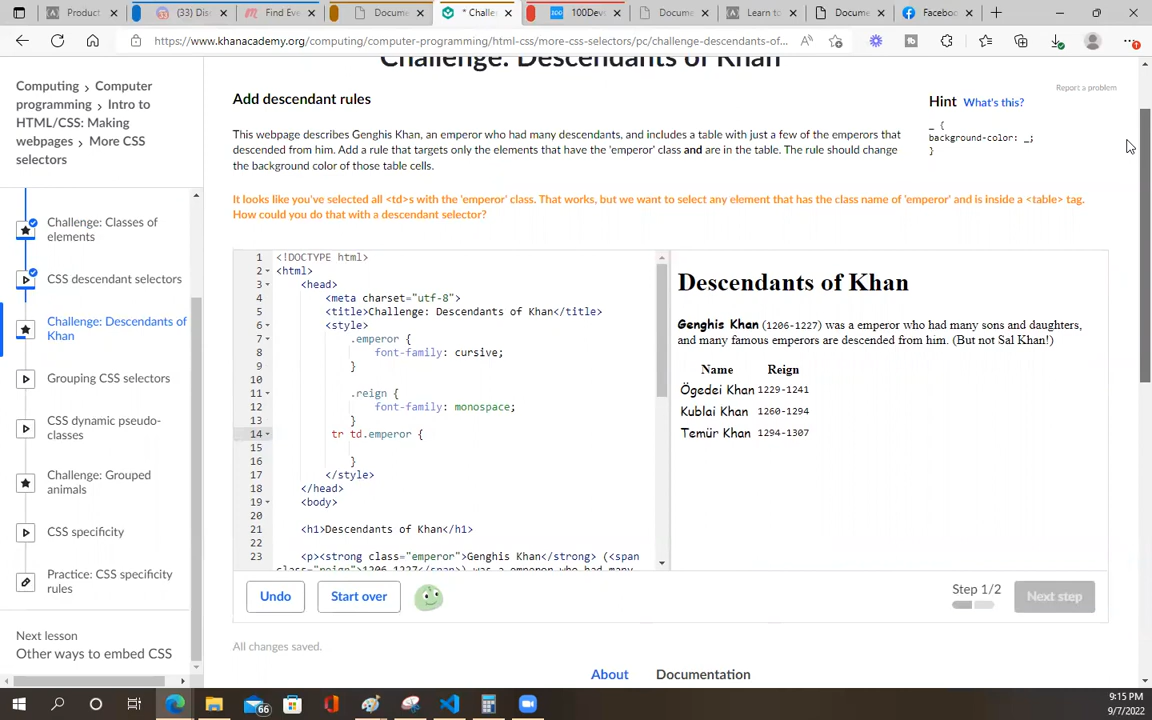 Product
(33) Dis
Find Eve
Docume
* Challe
100Dev
Docume
Learn to
Docume
Faceboo
https://www.khanacademy.org/computing/computer-programming/html-css/more-css-selectors/pc/challenge-descendants-of...
Computing > Computer
programming > Intro to
HTML/CSS: Making
webpages > More CSS
selectors
Challenge: Classes of
elements
CSS descendant selectors
Challenge: Descendants of
Khan
Grouping CSS selectors
CSS dynamic pseudo-
classes
Challenge: Grouped
animals
CSS specificity
Practice: CSS specificity
rules
Next lesson
Other ways to embed CSS
Challenge: Descendants of Khan
Report a problem
Add descendant rules
This webpage describes Genghis Khan, an emperor who had many descendants, and includes a table with just a few of the emperors that
descended from him. Add a rule that targets only the elements that have the 'emperor' class and are in the table. The rule should change
the background color of those table cells.
Hint What's this?
_ {
background-color: _;
}
It looks like you've selected all <td>s with the 'emperor' class. That works, but we want to select any element that has the class name of 'emperor' and is inside a <table> tag.
How could you do that with a descendant selector?
1 <!DOCTYPE html>
2 <html>
3 <head>
4 <meta charset="utf-8">
5 <title>Challenge: Descendants of Khan</title>
6 <style>
7 .emperor {
8 font-family: cursive;
9 }
10
11 .reign {
12 font-family: monospace;
13 }
14 tr td.emperor {
15
16 }
17 </style>
18 </head>
19 <body>
20
21 <h1>Descendants of Khan</h1>
22
23 <p><strong class="emperor">Genghis Khan</strong> (<span
class="reign">1206-1227</span>) was a emperor who had many
Descendants of Khan
Genghis Khan (1206-1227) was a emperor who had many sons and daughters,
and many famous emperors are descended from him. (But not Sal Khan!)
Name Reign
Ögedei Khan 1229-1241
Kublai Khan 1260-1294
Temür Khan 1294-1307
Undo
Start over
Step 1/2
Next step
All changes saved.
About
Documentation
66
9:15 PM
9/7/2022